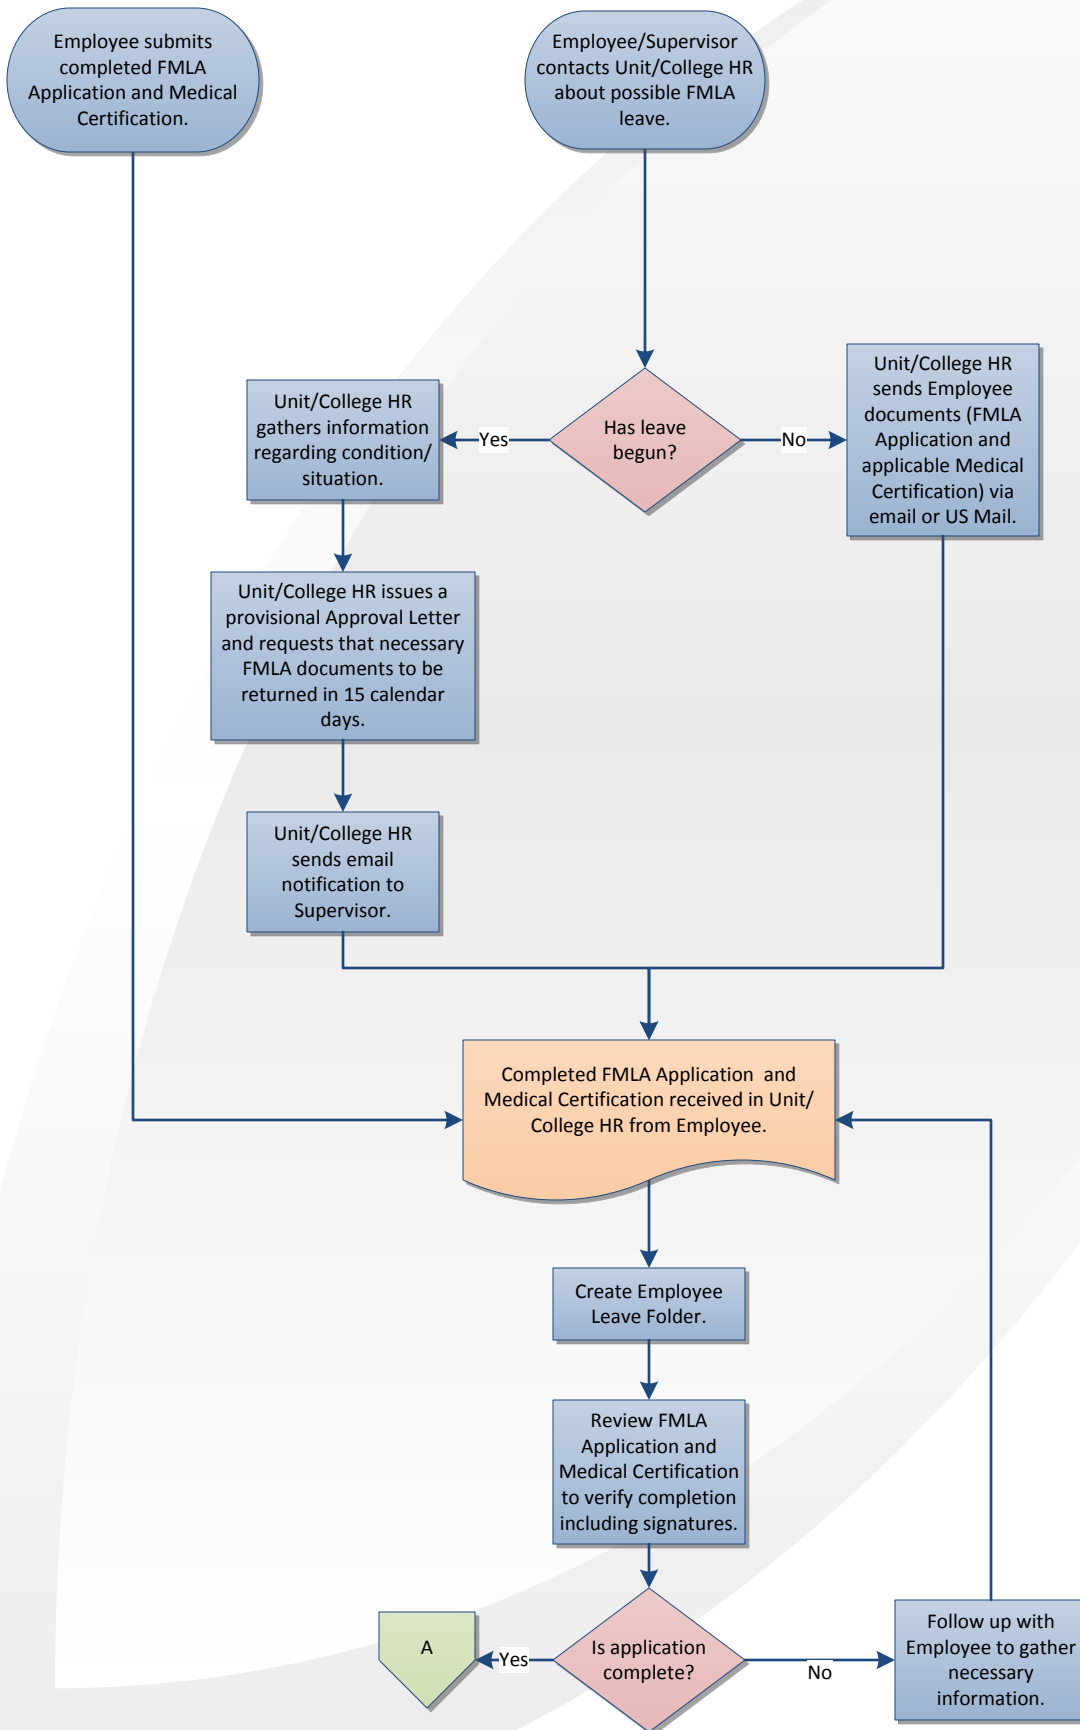 Employee submits
completed FMLA
Application and Medical
Certification.
Employee/Supervisor
contacts Unit/College HR
about possible FMLA
leave.
Unit/College HR
gathers information
regarding condition/
situation.
Yes
Has leave
begun?
No
Unit/College HR
sends Employee
documents (FMLA
Application and
applicable Medical
Certification) via
email or US Mail.
Unit/College HR issues a
provisional Approval Letter
and requests that necessary
FMLA documents to be
returned in 15 calendar
days.
Unit/College HR
sends email
notification to
Supervisor.
Completed FMLA Application  and
Medical Certification received in Unit/
College HR from Employee.
Create Employee
Leave Folder.
Review FMLA
Application and
Medical Certification
to verify completion
including signatures.
A
Yes
Is application
complete?
No
Follow up with
Employee to gather
necessary
information.